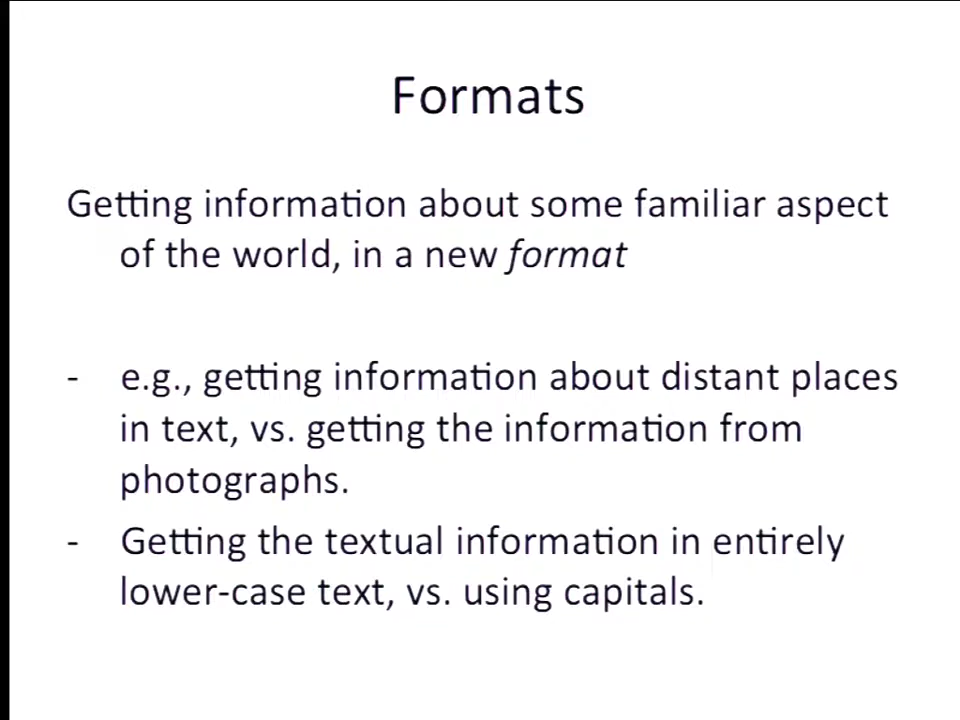 Formats
Getting information about some familiar aspect
of the world, in a new format
- e.g., getting information about distant places
in text, vs. getting the information from
photographs.
- Getting the textual information in entirely
lower-case text, vs. using capitals.